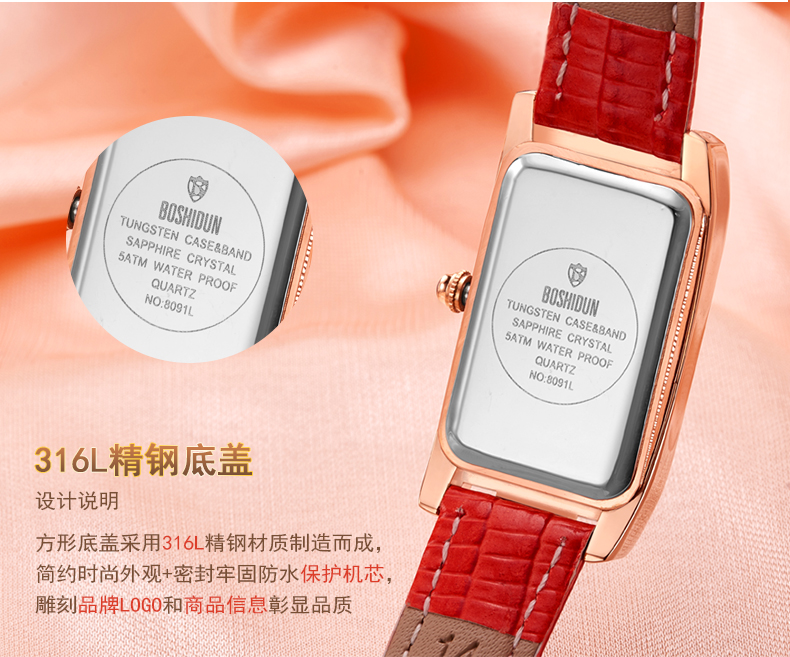 BOSHIDUN
TUNGSTEN CASE&BAND
SAPPHIRE CRYSTAL
5ATM WATER PROOF
QUARTZ
NO:8091L
BOSHIDUN
TUNGSTEN CASE&BAND
SAPPHIRE CRYSTAL
5ATM WATER PROOF
QUARTZ
NO:8091L
316L精钢底盖
设计说明
方形底盖采用316L精钢材质制造而成，
简约时尚外观+密封牢固防水保护机芯，
雕刻品牌LOGO和商品信息彰显品质